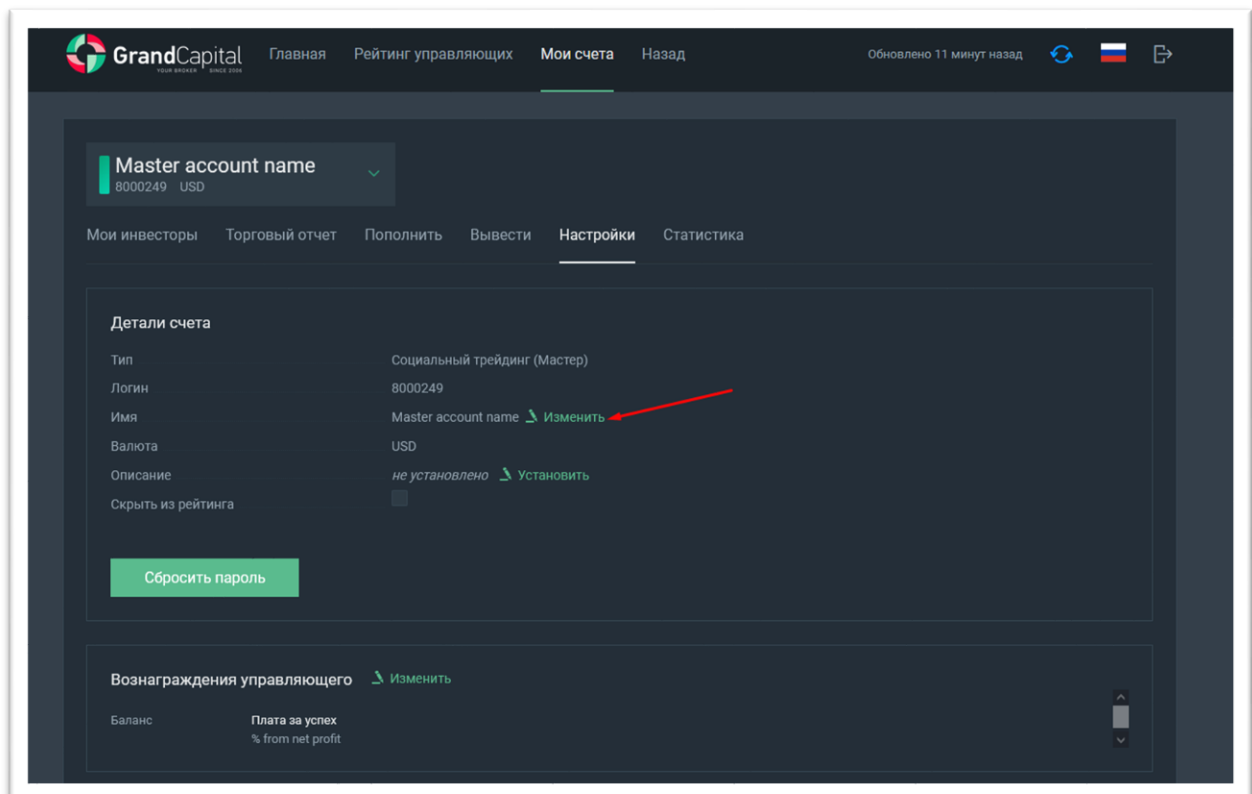 GrandCapital
YOUR BROKER SINCE 2006
Главная Рейтинг управляющих Мои счета Назад Обновлено 11 минут назад
Master account name
8000249 USD
Мои инвесторы Торговый отчет Пополнить Вывести Настройки Статистика
Детали счета
Тип Социальный трейдинг (Мастер)
Логин 8000249
Имя Master account name Изменить
Валюта USD
Описание не установлено Установить
Скрыть из рейтинга
Сбросить пароль
Вознаграждения управляющего Изменить
Баланс Плата за успех
% from net profit